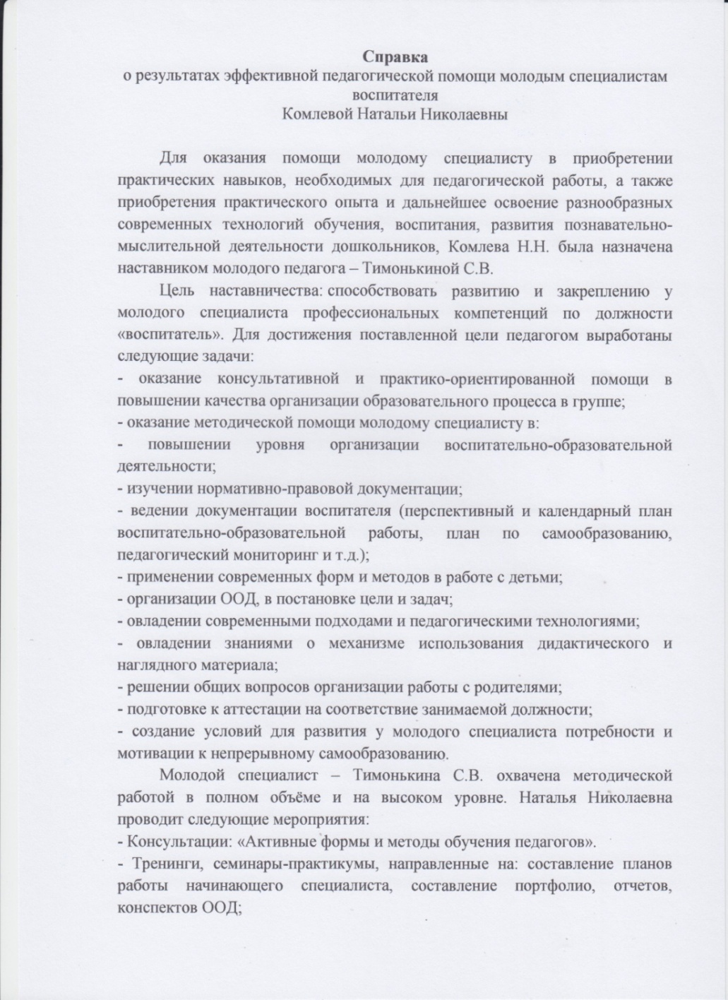 Справка
о результатах эффективной педагогической помощи молодым специалистам
воспитателя
Комлевой Натальи Николаевны
Для оказания помощи молодому специалисту в приобретении
практических навыков, необходимых для педагогической работы, а также
приобретения практического опыта и дальнейшее освоение разнообразных
современных технологий обучения, воспитания, развития познавательно-
мыслительной деятельности дошкольников, Комлева Н.Н. была назначена
наставником молодого педагога – Тимонькиной С.В.
Цель наставничества: способствовать развитию и закреплению у
молодого специалиста профессиональных компетенций по должности
«воспитатель». Для достижения поставленной цели педагогом выработаны
следующие задачи:
- оказание консультативной и практико-ориентированной помощи в
повышении качества организации образовательного процесса в группе;
- оказание методической помощи молодому специалисту в:
- повышении уровня организации воспитательно-образовательной
деятельности;
- изучении нормативно-правовой документации;
- ведении документации воспитателя (перспективный и календарный план
воспитательно-образовательной работы, план по самообразованию,
педагогический мониторинг и т.д.);
- применении современных форм и методов в работе с детьми;
- организации ООД, в постановке цели и задач;
- овладении современными подходами и педагогическими технологиями;
- овладении знаниями о механизме использования дидактического и
наглядного материала;
- решении общих вопросов организации работы с родителями;
- подготовке к аттестации на соответствие занимаемой должности;
- создание условий для развития у молодого специалиста потребности и
мотивации к непрерывному самообразованию.
Молодой специалист – Тимонькина С.В. охвачена методической
работой в полном объёме и на высоком уровне. Наталья Николаевна
проводит следующие мероприятия:
- Консультации: «Активные формы и методы обучения педагогов».
- Тренинги, семинары-практикумы, направленные на: составление планов
работы начинающего специалиста, составление портфолио, отчетов,
конспектов ООД;